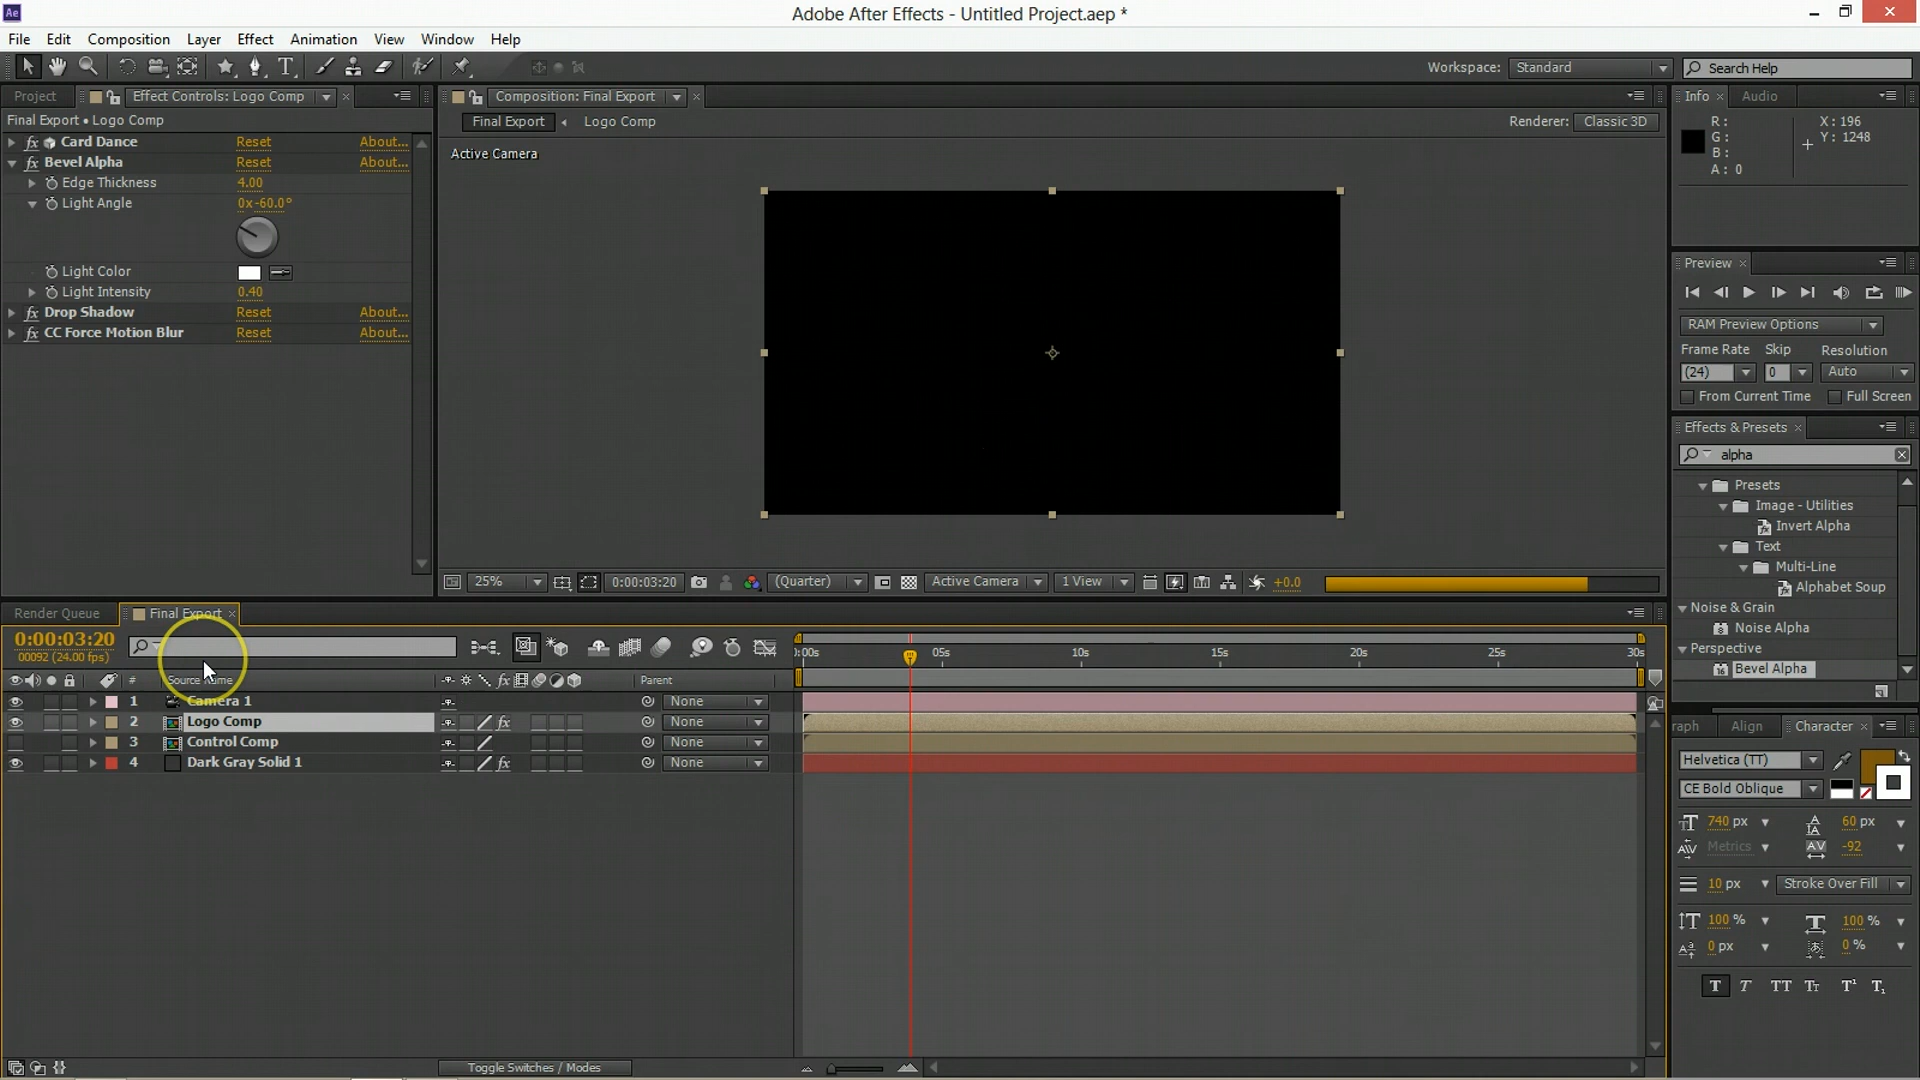 Ae
Adobe After Effects - Untitled Project.aep *
File Edit Composition Layer Effect Animation View Window Help
Workspace: Standard
Search Help
Project
Effect Controls: Logo Comp
Composition: Final Export
Info
Audio
Final Export • Logo Comp
Card Dance Reset About...
Bevel Alpha Reset About...
Edge Thickness 4.00
Light Angle 0x-60.0°
Light Color
Light Intensity 0.40
Drop Shadow Reset About...
CC Force Motion Blur Reset About...
Final Export
Logo Comp
Renderer: Classic 3D
Active Camera
25%
0:00:03:20
(Quarter)
Active Camera
1 View
+0.0
R:
G:
B:
A: 0
X: 196
Y: 1248
Preview
RAM Preview Options
Frame Rate Skip Resolution
(24) 0 Auto
From Current Time Full Screen
Effects & Presets
alpha
Presets
Image - Utilities
Invert Alpha
Text
Multi-Line
Alphabet Soup
Noise & Grain
Noise Alpha
Perspective
Bevel Alpha
Render Queue
Final Export
0:00:03:20
00092 (24.00 fps)
):00s 05s 10s 15s 20s 25s 30s
# Source Name Parent
1 Camera 1 None
2 Logo Comp None
3 Control Comp None
4 Dark Gray Solid 1 None
Toggle Switches / Modes
raph Align Character
Helvetica (TT)
CE Bold Oblique
740 px 60 px
Metrics -92
10 px Stroke Over Fill
100 % 100 %
0 px 0 %
T T TT Tt T¹ T₁